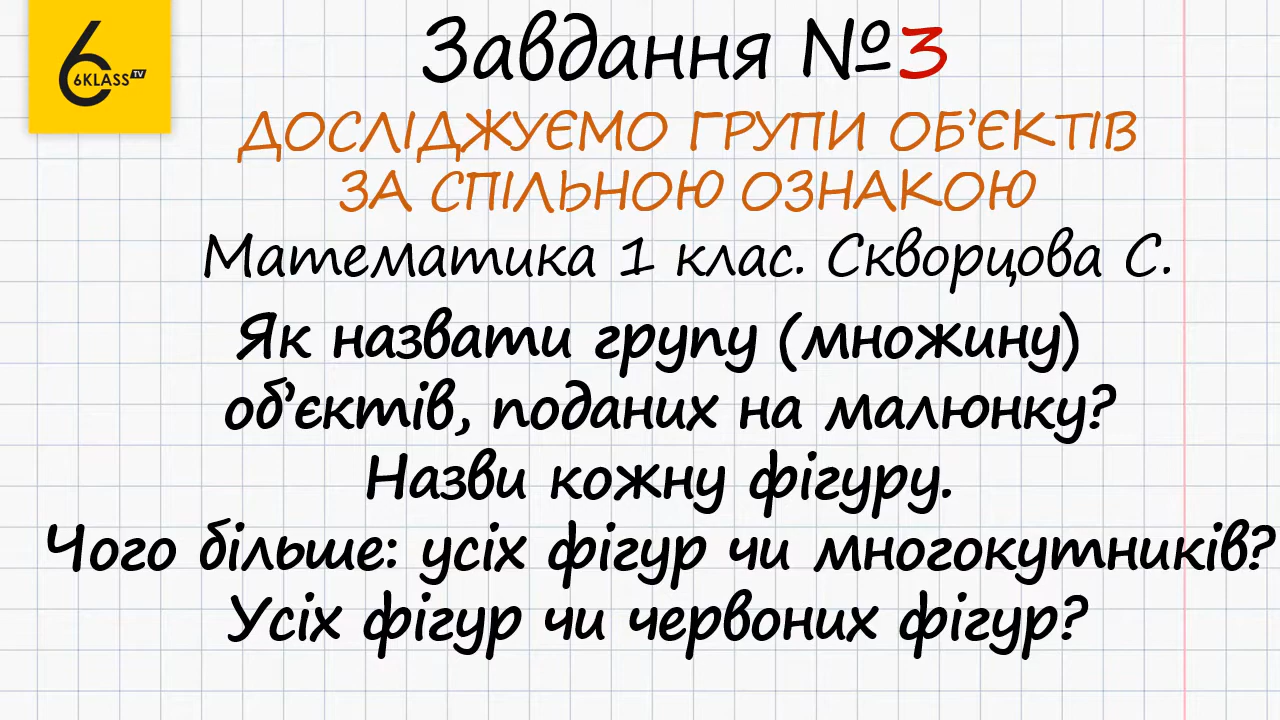 6KLASS TV
Завдання №3
ДОСЛІДЖУЄМО ГРУПИ ОБ'ЄКТІВ
ЗА СПІЛЬНОЮ ОЗНАКОЮ
Математика 1 клас. Скворцова С.
Як назвати групу (множину)
об'єктів, поданих на малюнку?
Назви кожну фігуру.
Чого більше: усіх фігур чи многокутників?
Усіх фігур чи червоних фігур?